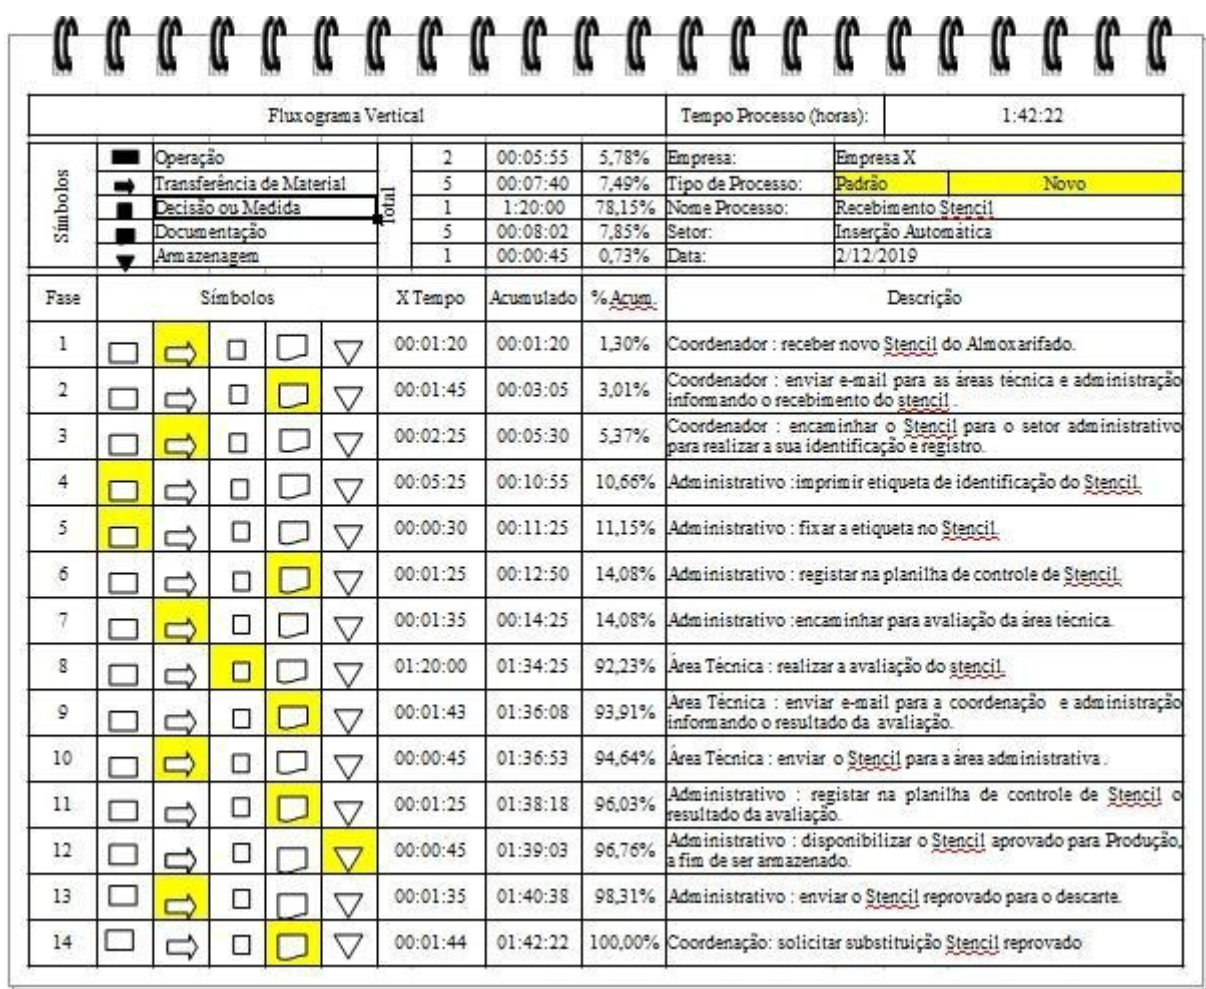 Fluxograma Vertical Tempo Processo (horas): 1:42:22
Símbolos
Total
Operação 2 00:05:55 5,78% Empresa: Empresa X
Transferência de Material 5 00:07:40 7,49% Tipo de Processo: Padrão Novo
Decisão ou Medida 1 1:20:00 78,15% Nome Processo: Recebimento Stencil
Documentação 5 00:08:02 7,85% Setor: Inserção Automática
Armazenagem 1 00:00:45 0,73% Data: 2/12/2019
Fase Símbolos X Tempo Acumulado % Acum. Descrição
1 00:01:20 00:01:20 1,30% Coordenador : receber novo Stencil do Almoxarifado.
2 00:01:45 00:03:05 3,01% Coordenador : enviar e-mail para as áreas técnica e administração
informando o recebimento do stencil .
3 00:02:25 00:05:30 5,37% Coordenador : encaminhar o Stencil para o setor administrativo
para realizar a sua identificação e registro.
4 00:05:25 00:10:55 10,66% Administrativo :imprimir etiqueta de identificação do Stencil.
5 00:00:30 00:11:25 11,15% Administrativo : fixar a etiqueta no Stencil.
6 00:01:25 00:12:50 14,08% Administrativo : registar na planilha de controle de Stencil.
7 00:01:35 00:14:25 14,08% Administrativo :encaminhar para avaliação da área técnica.
8 01:20:00 01:34:25 92,23% Área Técnica : realizar a avaliação do stencil.
9 00:01:43 01:36:08 93,91% Área Técnica : enviar e-mail para a coordenação e administração
informando o resultado da avaliação.
10 00:00:45 01:36:53 94,64% Área Técnica : enviar o Stencil para a área administrativa .
11 00:01:25 01:38:18 96,03% Administrativo : registar na planilha de controle de Stencil o
resultado da avaliação.
12 00:00:45 01:39:03 96,76% Administrativo : disponibilizar o Stencil aprovado para Produção,
a fim de ser armazenado.
13 00:01:35 01:40:38 98,31% Administrativo : enviar o Stencil reprovado para o descarte.
14 00:01:44 01:42:22 100,00% Coordenação: solicitar substituição Stencil reprovado